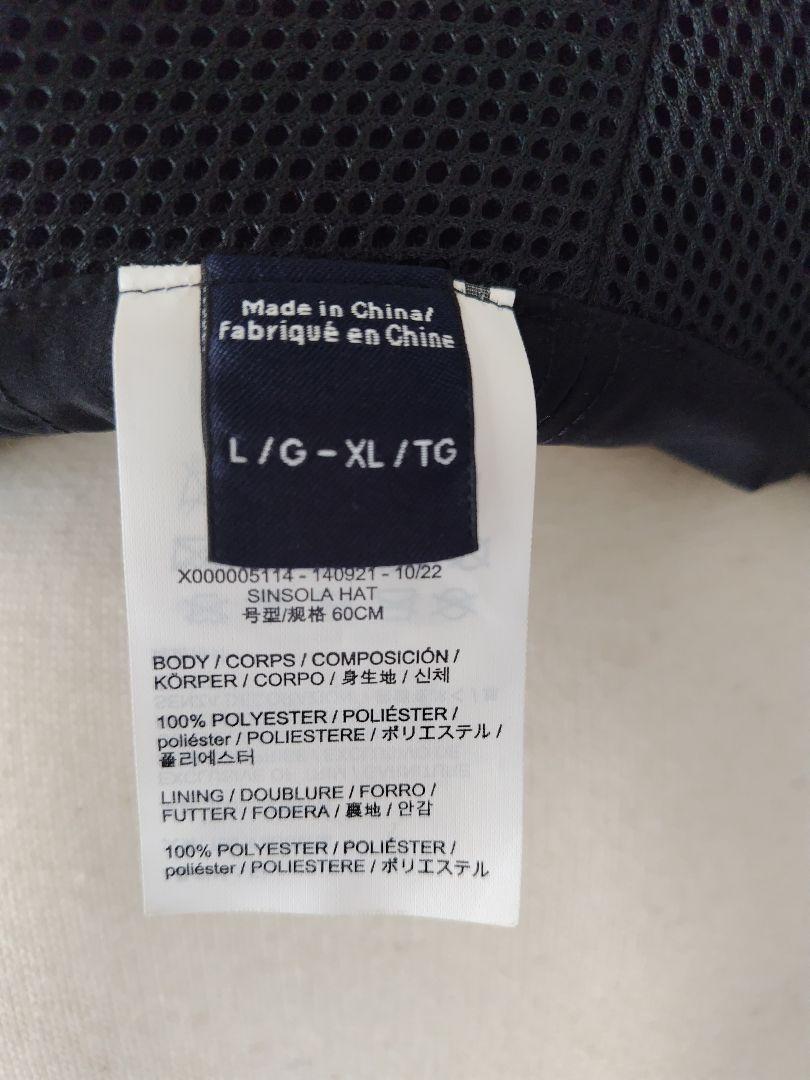 Made in China/
Fabriqué en Chine
L / G - XL / TG
X000005114 - 140921 - 10/22
SINSOLA HAT
号型/规格 60CM
BODY / CORPS / COMPOSICIÓN /
KÖRPER / CORPO / 身生地 / 신체
100% POLYESTER / POLIÉSTER /
poliéster / POLIESTERE / ポリエステル /
폴리에스터
LINING / DOUBLURE / FORRO /
FUTTER / FODERA / 裏地 / 안감
100% POLYESTER / POLIÉSTER /
poliéster / POLIESTERE / ポリエステル